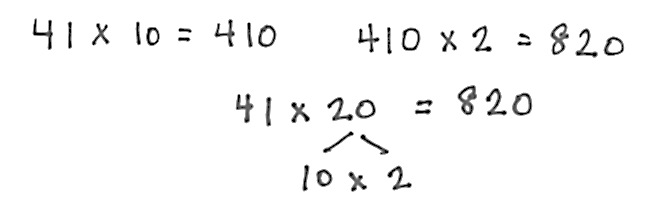 41 x 10 = 410 410 x 2 = 820
41 x 20 = 820
10 x 2